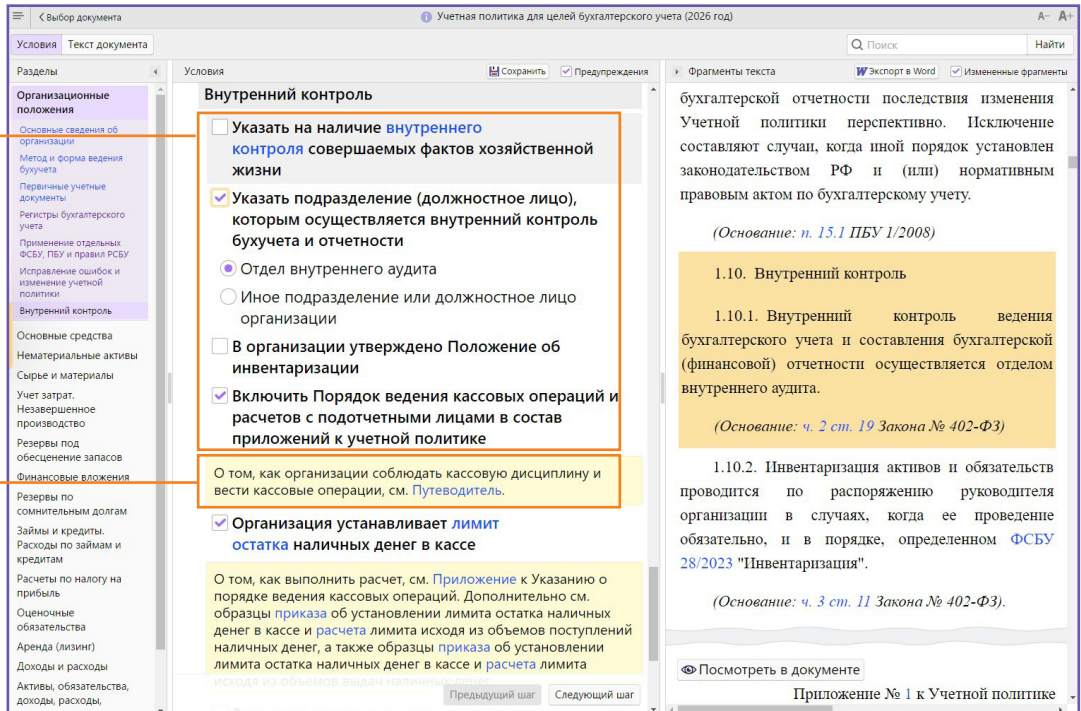 Выбор документа
Учетная политика для целей бухгалтерского учета (2026 год)
A− A+
Условия Текст документа
Поиск Найти
Разделы
Организационные
положения
Основные сведения об
организации
Метод и форма ведения
бухучета
Первичные учетные
документы
Регистры бухгалтерского
учета
Применение отдельных
ФСБУ, ПБУ и правил РСБУ
Исправление ошибок и
изменение учетной
политики
Внутренний контроль
Основные средства
Нематериальные активы
Сырье и материалы
Учет затрат.
Незавершенное
производство
Резервы под
обесценение запасов
Финансовые вложения
Резервы по
сомнительным долгам
Займы и кредиты.
Расходы по займам и
кредитам
Расчеты по налогу на
прибыль
Оценочные
обязательства
Аренда (лизинг)
Доходы и расходы
Активы, обязательства,
доходы, расходы,
Условия Сохранить Предупреждения
Внутренний контроль
Указать на наличие внутреннего
контроля совершаемых фактов хозяйственной
жизни
Указать подразделение (должностное лицо),
которым осуществляется внутренний контроль
бухучета и отчетности
Отдел внутреннего аудита
Иное подразделение или должностное лицо
организации
В организации утверждено Положение об
инвентаризации
Включить Порядок ведения кассовых операций и
расчетов с подотчетными лицами в состав
приложений к учетной политике
О том, как организации соблюдать кассовую дисциплину и
вести кассовые операции, см. Путеводитель.
Организация устанавливает лимит
остатка наличных денег в кассе
О том, как выполнить расчет, см. Приложение к Указанию о
порядке ведения кассовых операций. Дополнительно см.
образцы приказа об установлении лимита остатка наличных
денег в кассе и расчета лимита исходя из объемов поступлений
наличных денег, а также образцы приказа об установлении
лимита остатка наличных денег в кассе и расчета лимита
исходя из объемов выдач наличных денег
Предыдущий шаг Следующий шаг
Фрагменты текста W Экспорт в Word Измененные фрагменты
бухгалтерской отчетности последствия изменения
Учетной политики перспективно. Исключение
составляют случаи, когда иной порядок установлен
законодательством РФ и (или) нормативным
правовым актом по бухгалтерскому учету.
(Основание: п. 15.1 ПБУ 1/2008)
1.10. Внутренний контроль
1.10.1. Внутренний контроль ведения
бухгалтерского учета и составления бухгалтерской
(финансовой) отчетности осуществляется отделом
внутреннего аудита.
(Основание: ч. 2 ст. 19 Закона № 402-ФЗ)
1.10.2. Инвентаризация активов и обязательств
проводится по распоряжению руководителя
организации в случаях, когда ее проведение
обязательно, и в порядке, определенном ФСБУ
28/2023 "Инвентаризация".
(Основание: ч. 3 ст. 11 Закона № 402-ФЗ).
Посмотреть в документе
Приложение № 1 к Учетной политике